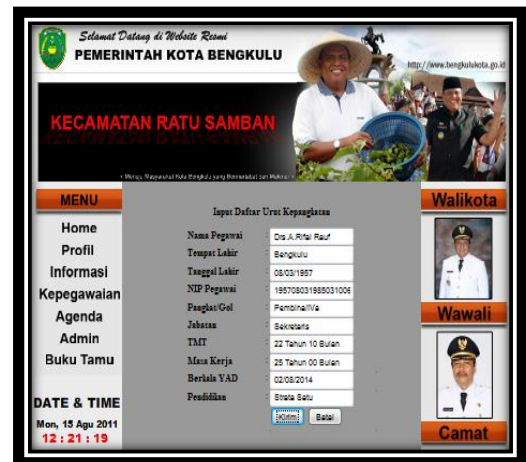 Selamat Datang di Website Resmi
PEMERINTAH KOTA BENGKULU
http://www.bengkulukota.go.id
KECAMATAN RATU SAMBAN
MENU
Home
Profil
Informasi
Kepegawaian
Agenda
Admin
Buku Tamu
DATE & TIME
Mon, 15 Agu 2011
12 : 21 : 19
Input Daftar Urut Kepangkatan
Nama Pegawai : Drs.A.Rifai Rauf
Tempat Lahir : Bengkulu
Tanggal Lahir : 08/03/1957
NIP Pegawai : 195708031985031006
Pangkat/Gol : Pembina/IVa
Jabatan : Sekretaris
TMT : 22 Tahun 10 Bulan
Masa Kerja : 25 Tahun 00 Bulan
Berkala YAD : 02/08/2014
Pendidikan : Strata Satu
Kirim Batal
Walikota
Wawali
Camat